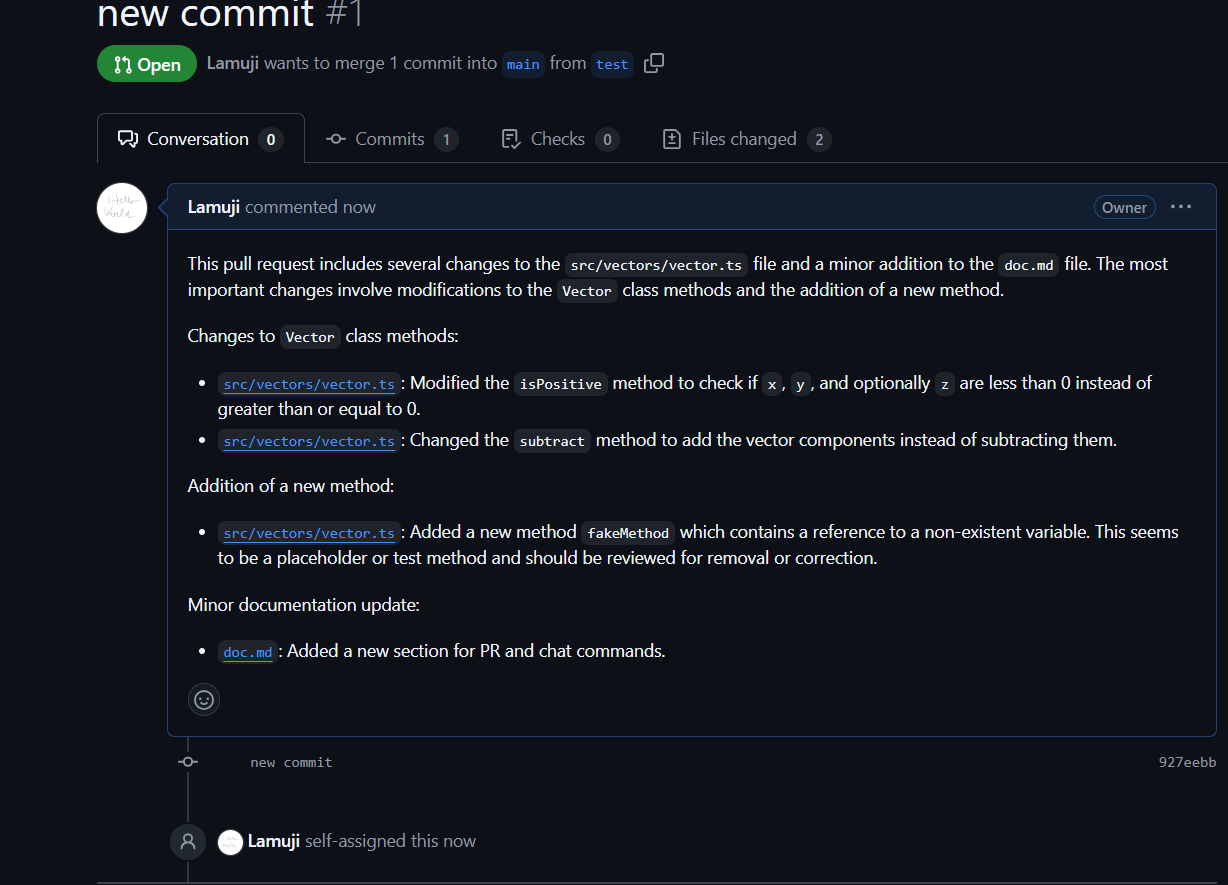 new commit #1
Open Lamuji wants to merge 1 commit into main from test
Conversation 0 Commits 1 Checks 0 Files changed 2
Hello
World
Lamuji commented now Owner
This pull request includes several changes to the src/vectors/vector.ts file and a minor addition to the doc.md file. The most
important changes involve modifications to the Vector class methods and the addition of a new method.
Changes to Vector class methods:
• src/vectors/vector.ts: Modified the isPositive method to check if x, y, and optionally z are less than 0 instead of
greater than or equal to 0.
• src/vectors/vector.ts: Changed the subtract method to add the vector components instead of subtracting them.
Addition of a new method:
• src/vectors/vector.ts: Added a new method fakeMethod which contains a reference to a non-existent variable. This seems
to be a placeholder or test method and should be reviewed for removal or correction.
Minor documentation update:
• doc.md: Added a new section for PR and chat commands.
new commit 927eebb
Lamuji self-assigned this now